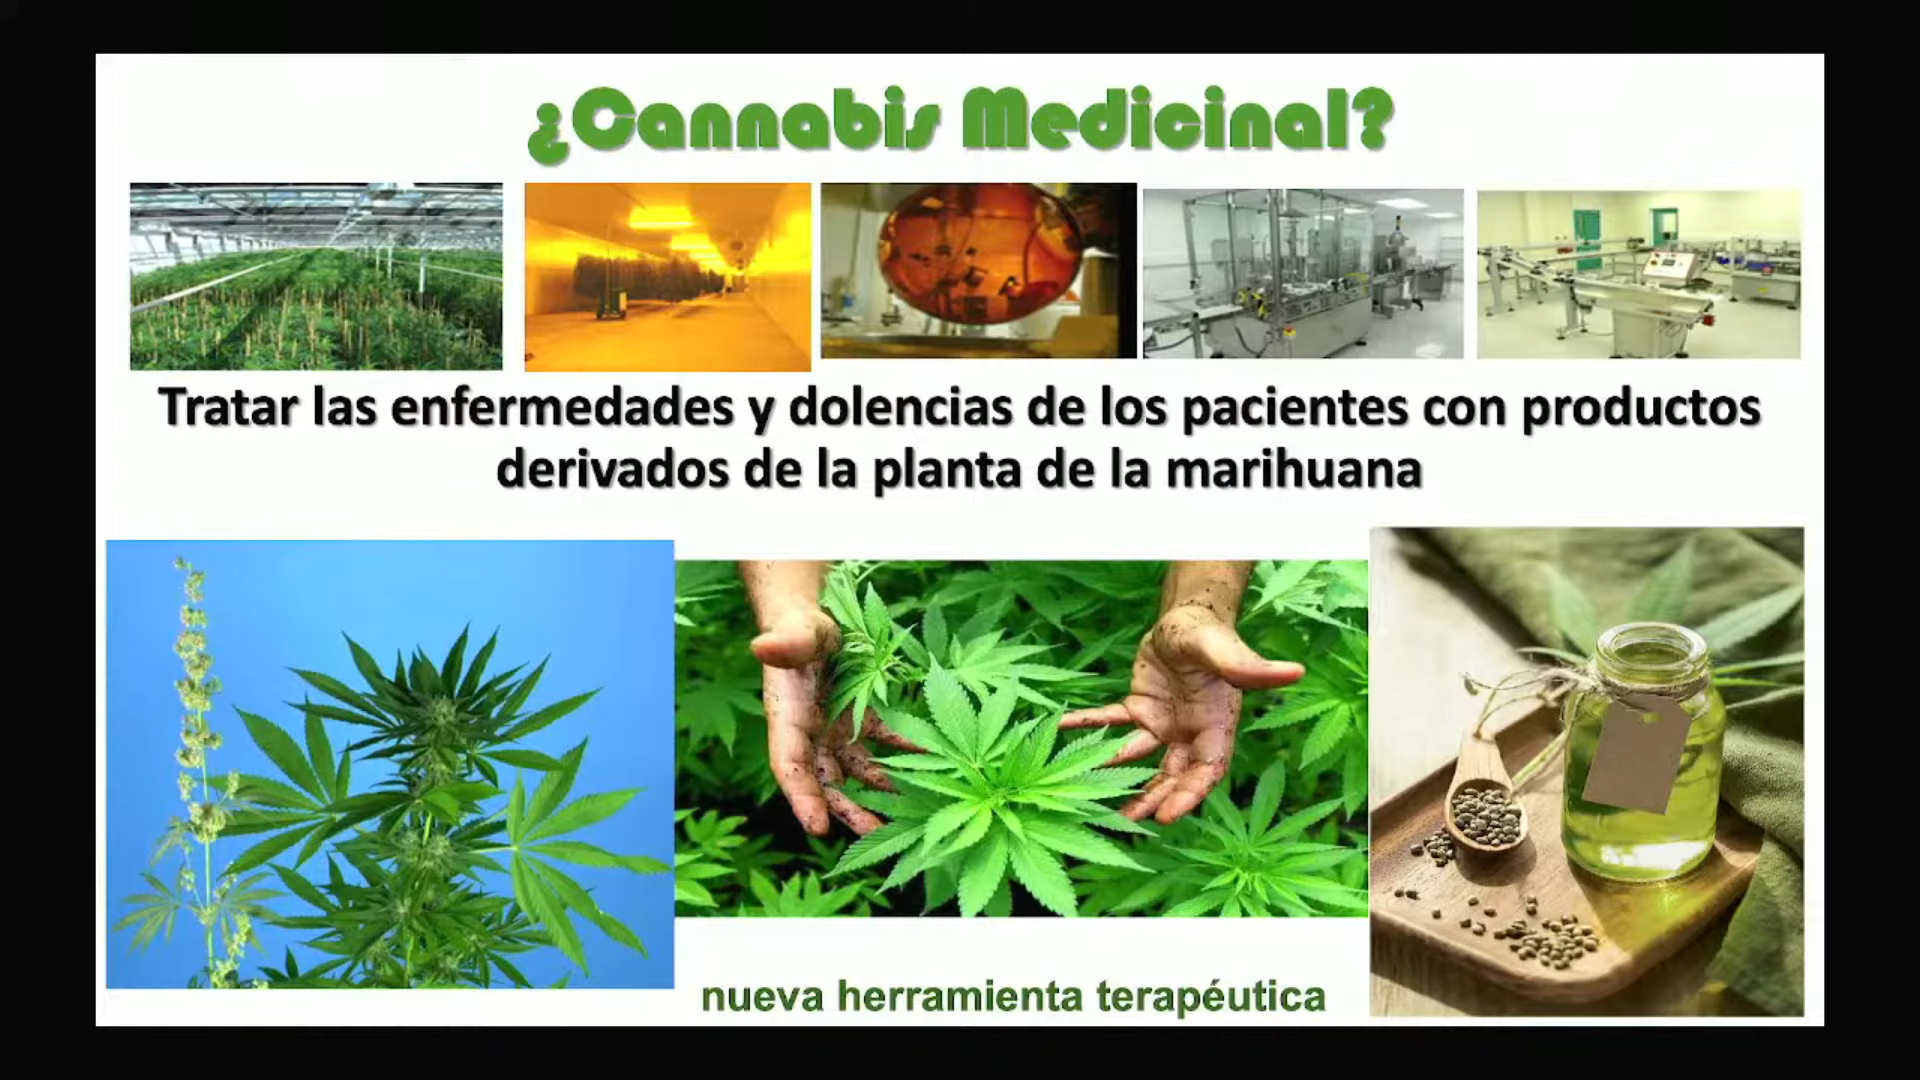 ¿Cannabis Medicinal?
Tratar las enfermedades y dolencias de los pacientes con productos
derivados de la planta de la marihuana
nueva herramienta terapéutica